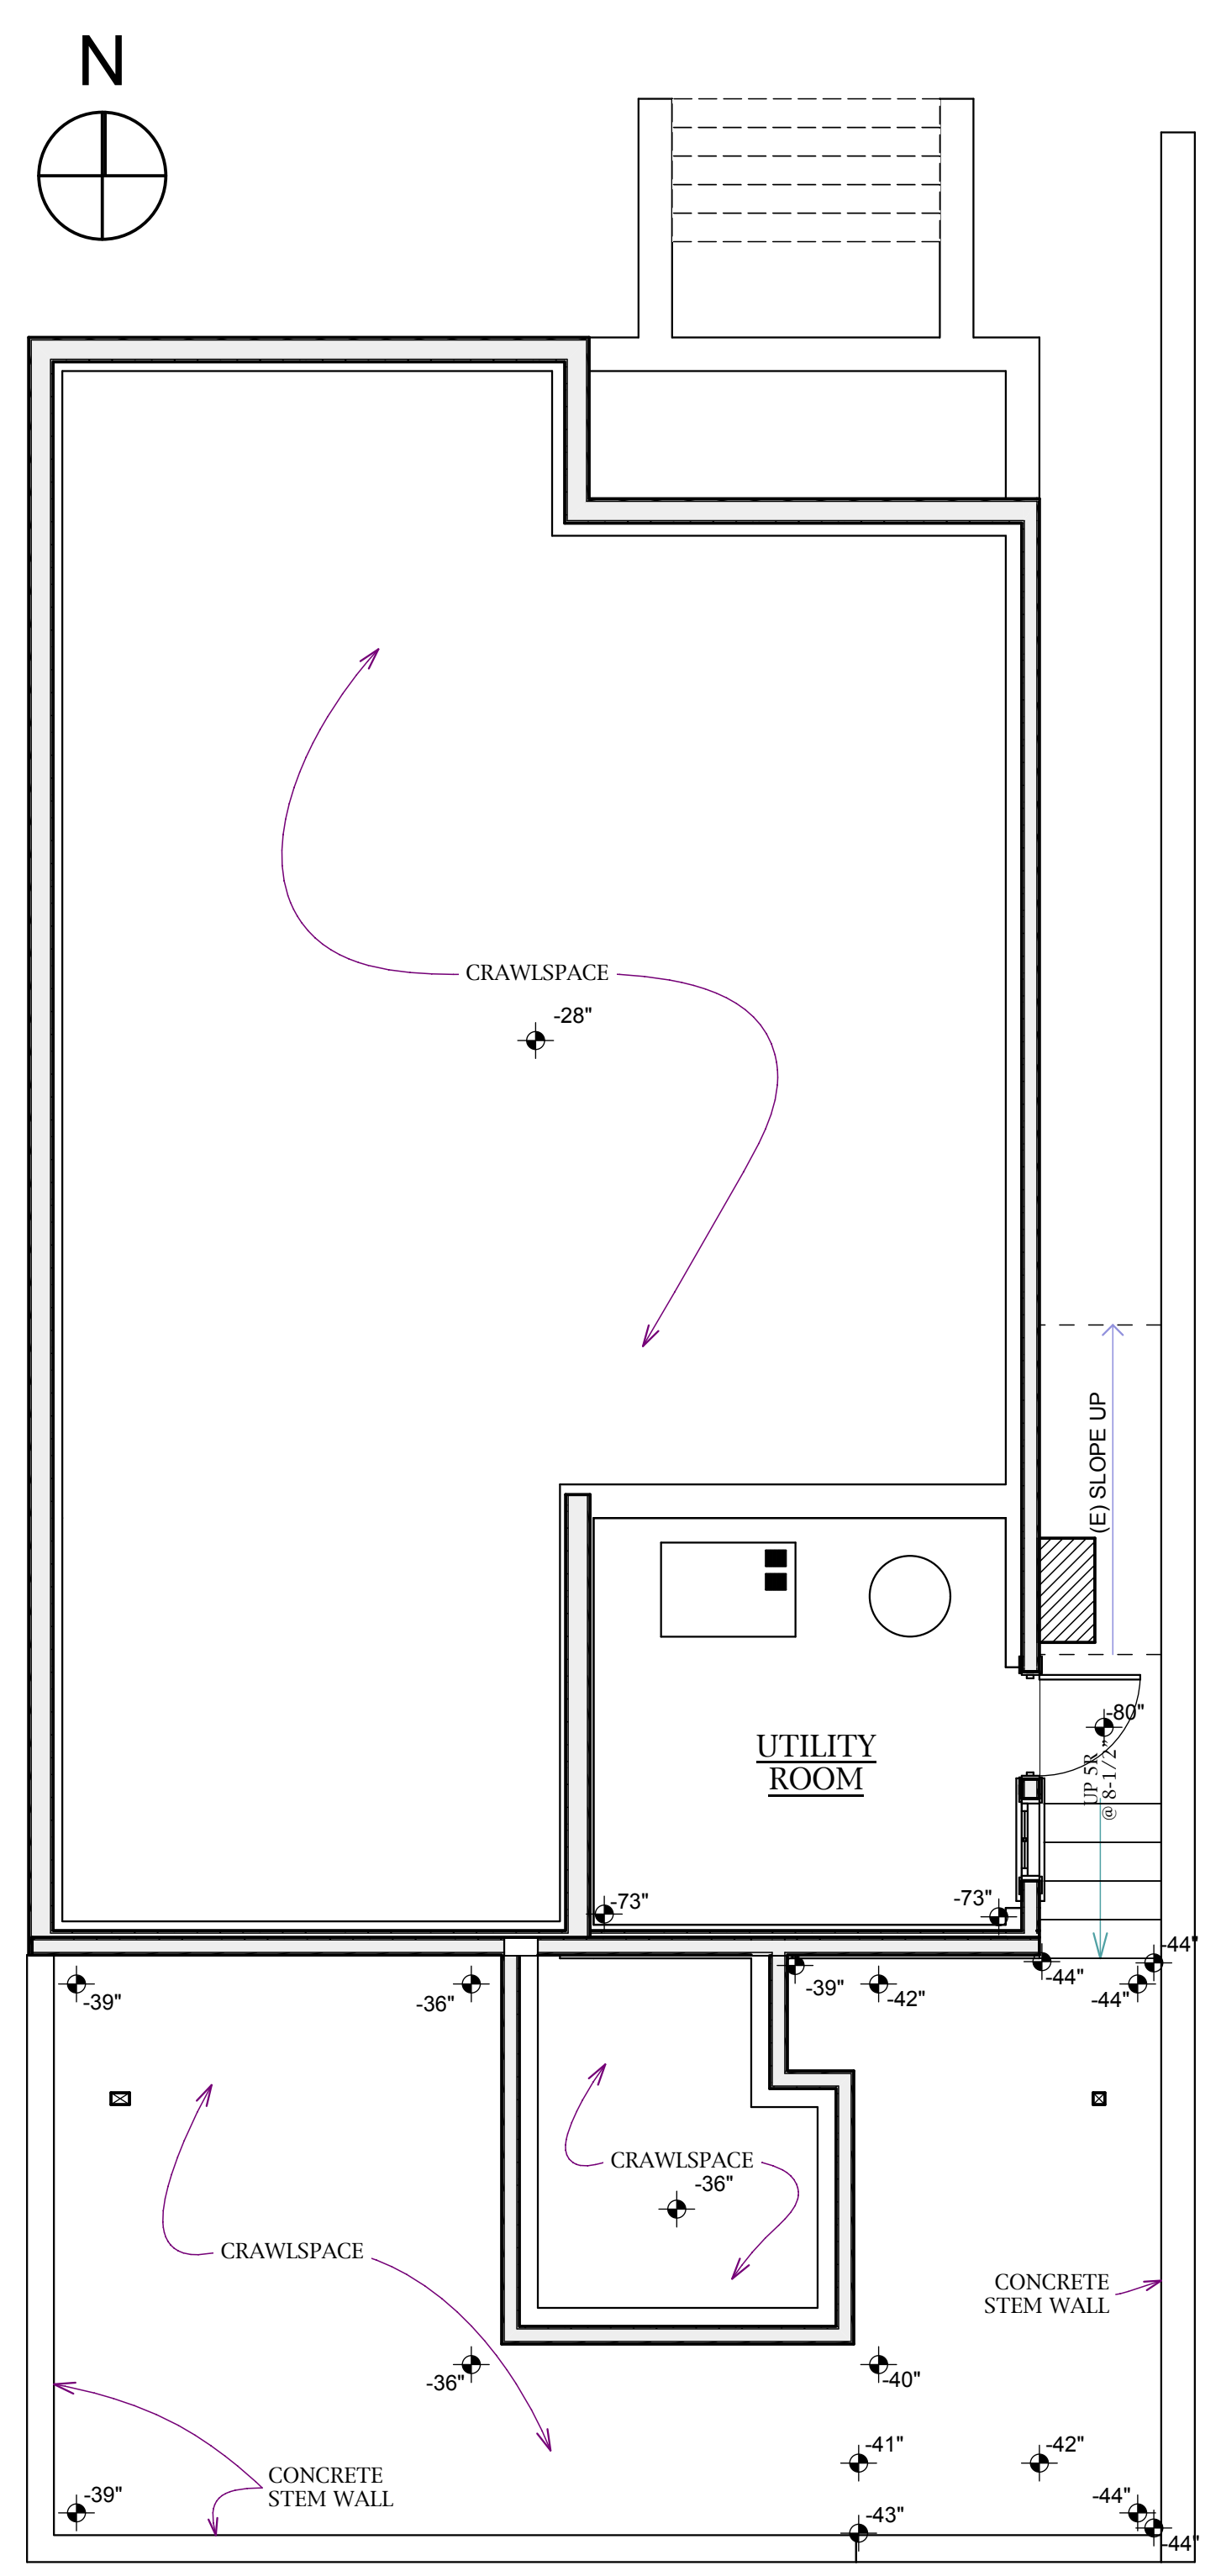 N
CRAWLSPACE
-28"
(E) SLOPE UP
-80"
UP 5R
@ 8-1/2"
UTILITY
ROOM
-73"
-73"
-44"
-39"
-36"
-39"
-42"
-44"
-44"
CRAWLSPACE
-36"
CRAWLSPACE
CONCRETE
STEM WALL
-36"
-40"
-41"
-42"
CONCRETE
STEM WALL
-39"
-43"
-44"
-44"